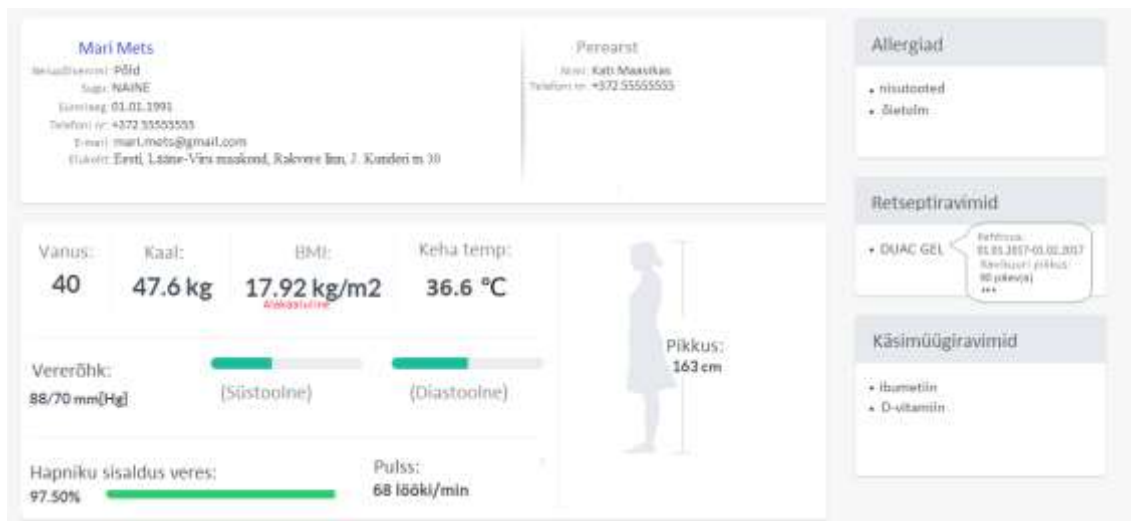 Mari Mets
Põld
Sugu: NAINE
Sünniaeg: 01.01.1991
Telefoni nr: +372 55555555
E-mail: mari.mets@gmail.com
Elukoht: Eesti, Lääne-Viru maakond, Rakvere linn, J. Kunderi tn 30
Perearst
Nimi: Kati Maasikas
Telefoni nr: +372 55555555
Vanus:
40
Kaal:
47.6 kg
BMI:
17.92 kg/m2
Alakaaluline
Keha temp:
36.6 °C
Vererõhk:
88/70 mm[Hg]
(Süstoolne)
(Diastoolne)
Hapniku sisaldus veres:
97.50%
Pulss:
68 lööki/min
Pikkus:
163 cm
Allergiad
• nisutooted
• õietolm
Retseptiravimid
• DUAC GEL
Kehtivus:
01.01.2017-01.02.2017
Ravikuuri pikkus:
90 päev(a)
•••
Käsimüügiravimid
• ibumetiin
• D-vitamiin